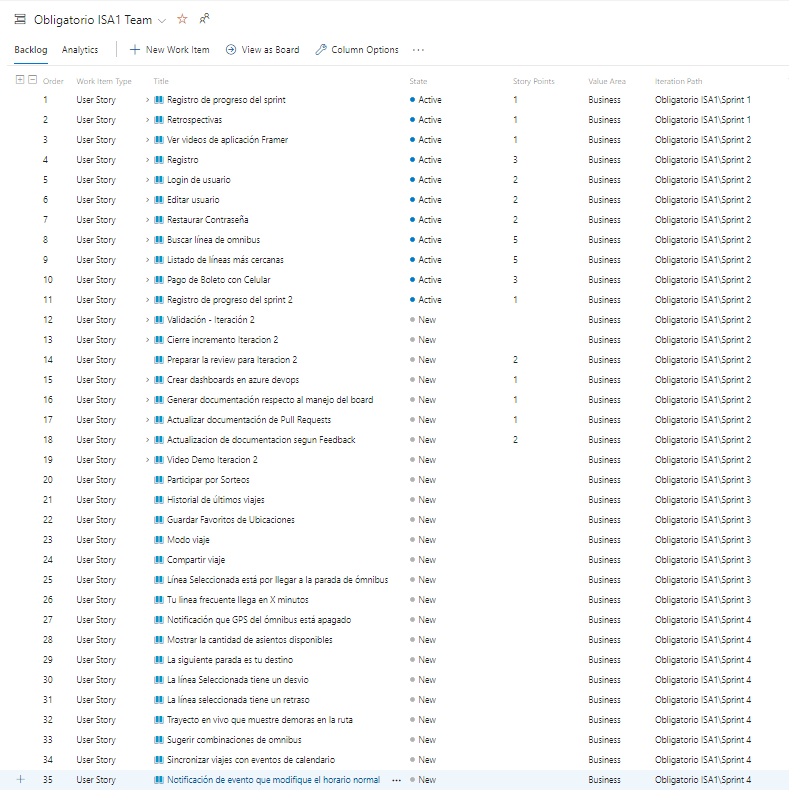 Obligatorio ISA1 Team
Backlog Analytics New Work Item View as Board Column Options ...
Order Work Item Type Title State Story Points Value Area Iteration Path
1 User Story Registro de progreso del sprint Active 1 Business Obligatorio ISA1\Sprint 1
2 User Story Retrospectivas Active 1 Business Obligatorio ISA1\Sprint 1
3 User Story Ver videos de aplicación Framer Active 1 Business Obligatorio ISA1\Sprint 2
4 User Story Registro Active 3 Business Obligatorio ISA1\Sprint 2
5 User Story Login de usuario Active 2 Business Obligatorio ISA1\Sprint 2
6 User Story Editar usuario Active 2 Business Obligatorio ISA1\Sprint 2
7 User Story Restaurar Contraseña Active 2 Business Obligatorio ISA1\Sprint 2
8 User Story Buscar línea de omnibus Active 5 Business Obligatorio ISA1\Sprint 2
9 User Story Listado de líneas más cercanas Active 5 Business Obligatorio ISA1\Sprint 2
10 User Story Pago de Boleto con Celular Active 3 Business Obligatorio ISA1\Sprint 2
11 User Story Registro de progreso del sprint 2 Active 1 Business Obligatorio ISA1\Sprint 2
12 User Story Validación - Iteración 2 New Business Obligatorio ISA1\Sprint 2
13 User Story Cierre incremento Iteracion 2 New Business Obligatorio ISA1\Sprint 2
14 User Story Preparar la review para Iteracion 2 New 2 Business Obligatorio ISA1\Sprint 2
15 User Story Crear dashboards en azure devops New 1 Business Obligatorio ISA1\Sprint 2
16 User Story Generar documentación respecto al manejo del board New 1 Business Obligatorio ISA1\Sprint 2
17 User Story Actualizar documentación de Pull Requests New 1 Business Obligatorio ISA1\Sprint 2
18 User Story Actualizacion de documentacion segun Feedback New 2 Business Obligatorio ISA1\Sprint 2
19 User Story Video Demo Iteracion 2 New Business Obligatorio ISA1\Sprint 2
20 User Story Participar por Sorteos New Business Obligatorio ISA1\Sprint 3
21 User Story Historial de últimos viajes New Business Obligatorio ISA1\Sprint 3
22 User Story Guardar Favoritos de Ubicaciones New Business Obligatorio ISA1\Sprint 3
23 User Story Modo viaje New Business Obligatorio ISA1\Sprint 3
24 User Story Compartir viaje New Business Obligatorio ISA1\Sprint 3
25 User Story Línea Seleccionada está por llegar a la parada de ómnibus New Business Obligatorio ISA1\Sprint 3
26 User Story Tu linea frecuente llega en X minutos New Business Obligatorio ISA1\Sprint 3
27 User Story Notificación que GPS del ómnibus está apagado New Business Obligatorio ISA1\Sprint 4
28 User Story Mostrar la cantidad de asientos disponibles New Business Obligatorio ISA1\Sprint 4
29 User Story La siguiente parada es tu destino New Business Obligatorio ISA1\Sprint 4
30 User Story La línea Seleccionada tiene un desvio New Business Obligatorio ISA1\Sprint 4
31 User Story La línea seleccionada tiene un retraso New Business Obligatorio ISA1\Sprint 4
32 User Story Trayecto en vivo que muestre demoras en la ruta New Business Obligatorio ISA1\Sprint 4
33 User Story Sugerir combinaciones de omnibus New Business Obligatorio ISA1\Sprint 4
34 User Story Sincronizar viajes con eventos de calendario New Business Obligatorio ISA1\Sprint 4
35 User Story Notificación de evento que modifique el horario normal ... New Business Obligatorio ISA1\Sprint 4